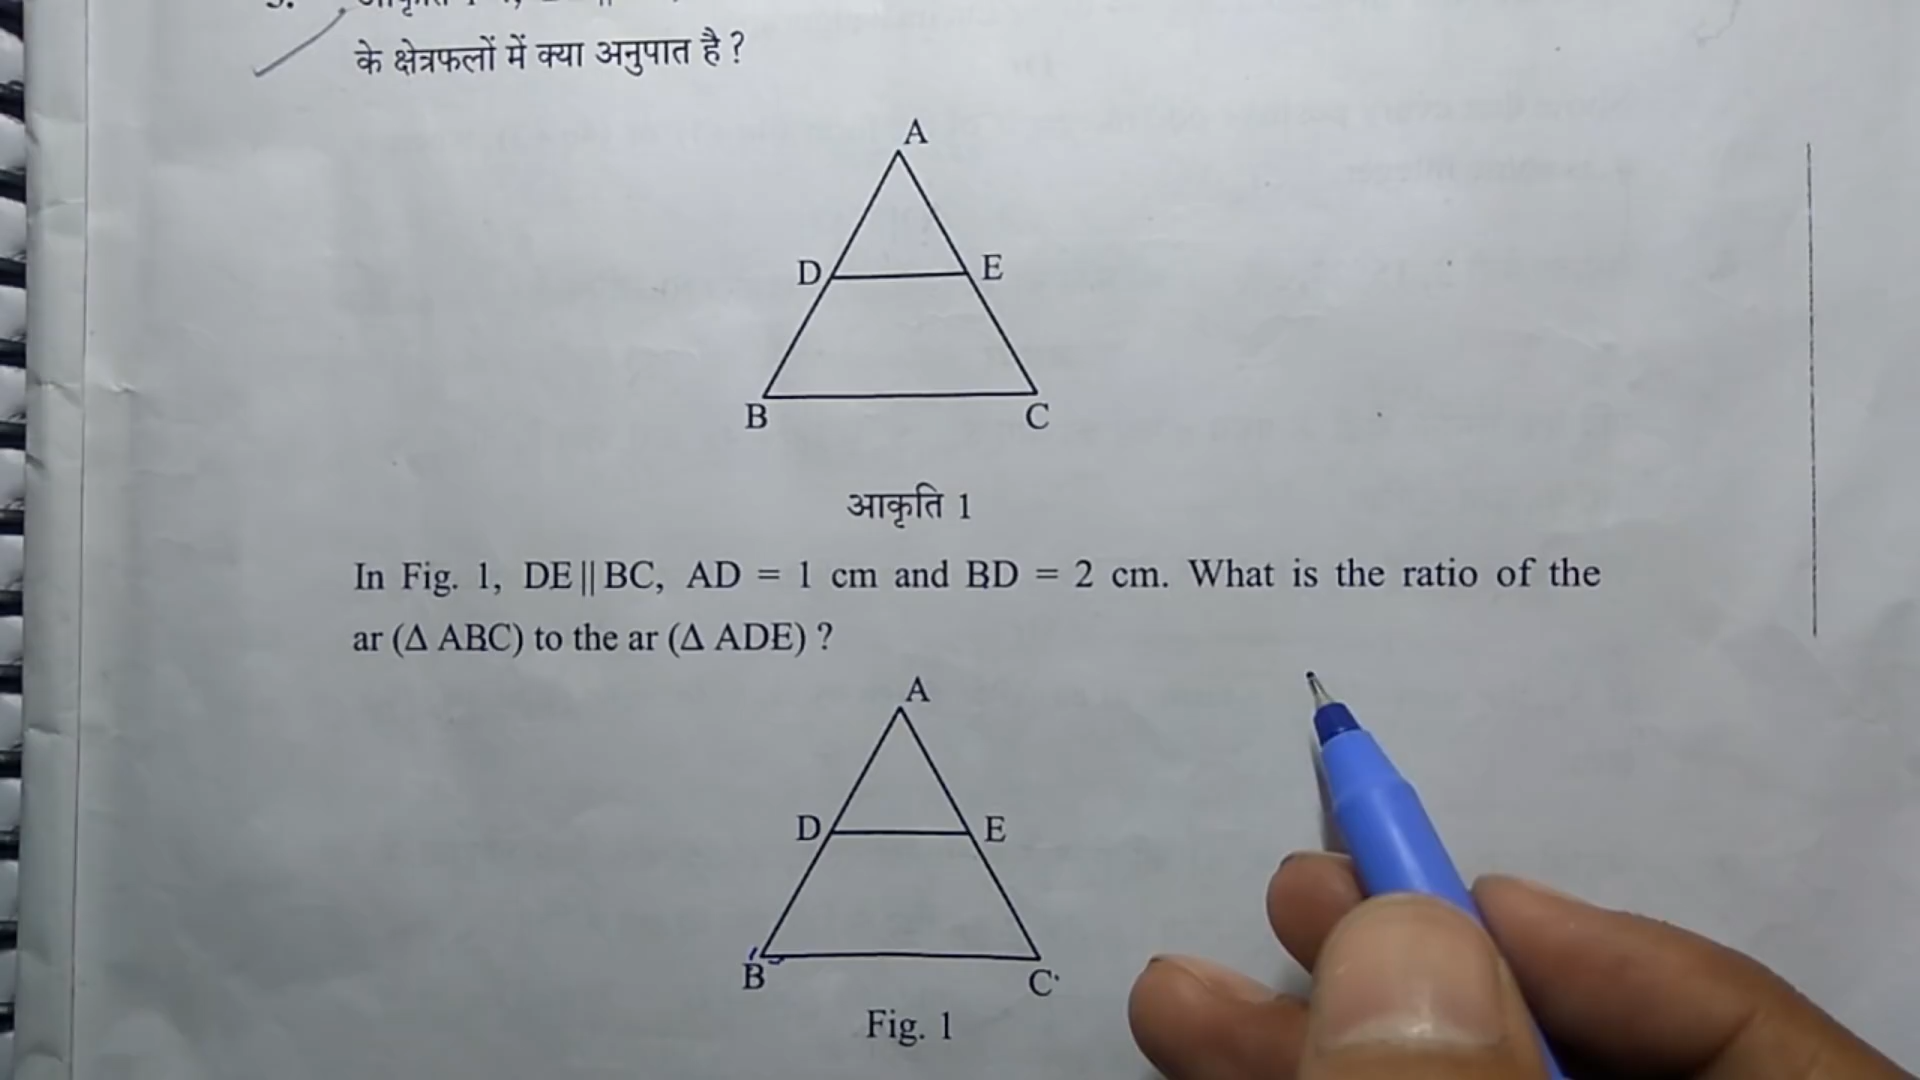 के क्षेत्रफलों में क्या अनुपात है ?
A
D E
B C
आकृति 1
In Fig. 1, DE || BC, AD = 1 cm and BD = 2 cm. What is the ratio of the
ar (Δ ABC) to the ar (Δ ADE) ?
A
D E
B C
Fig. 1